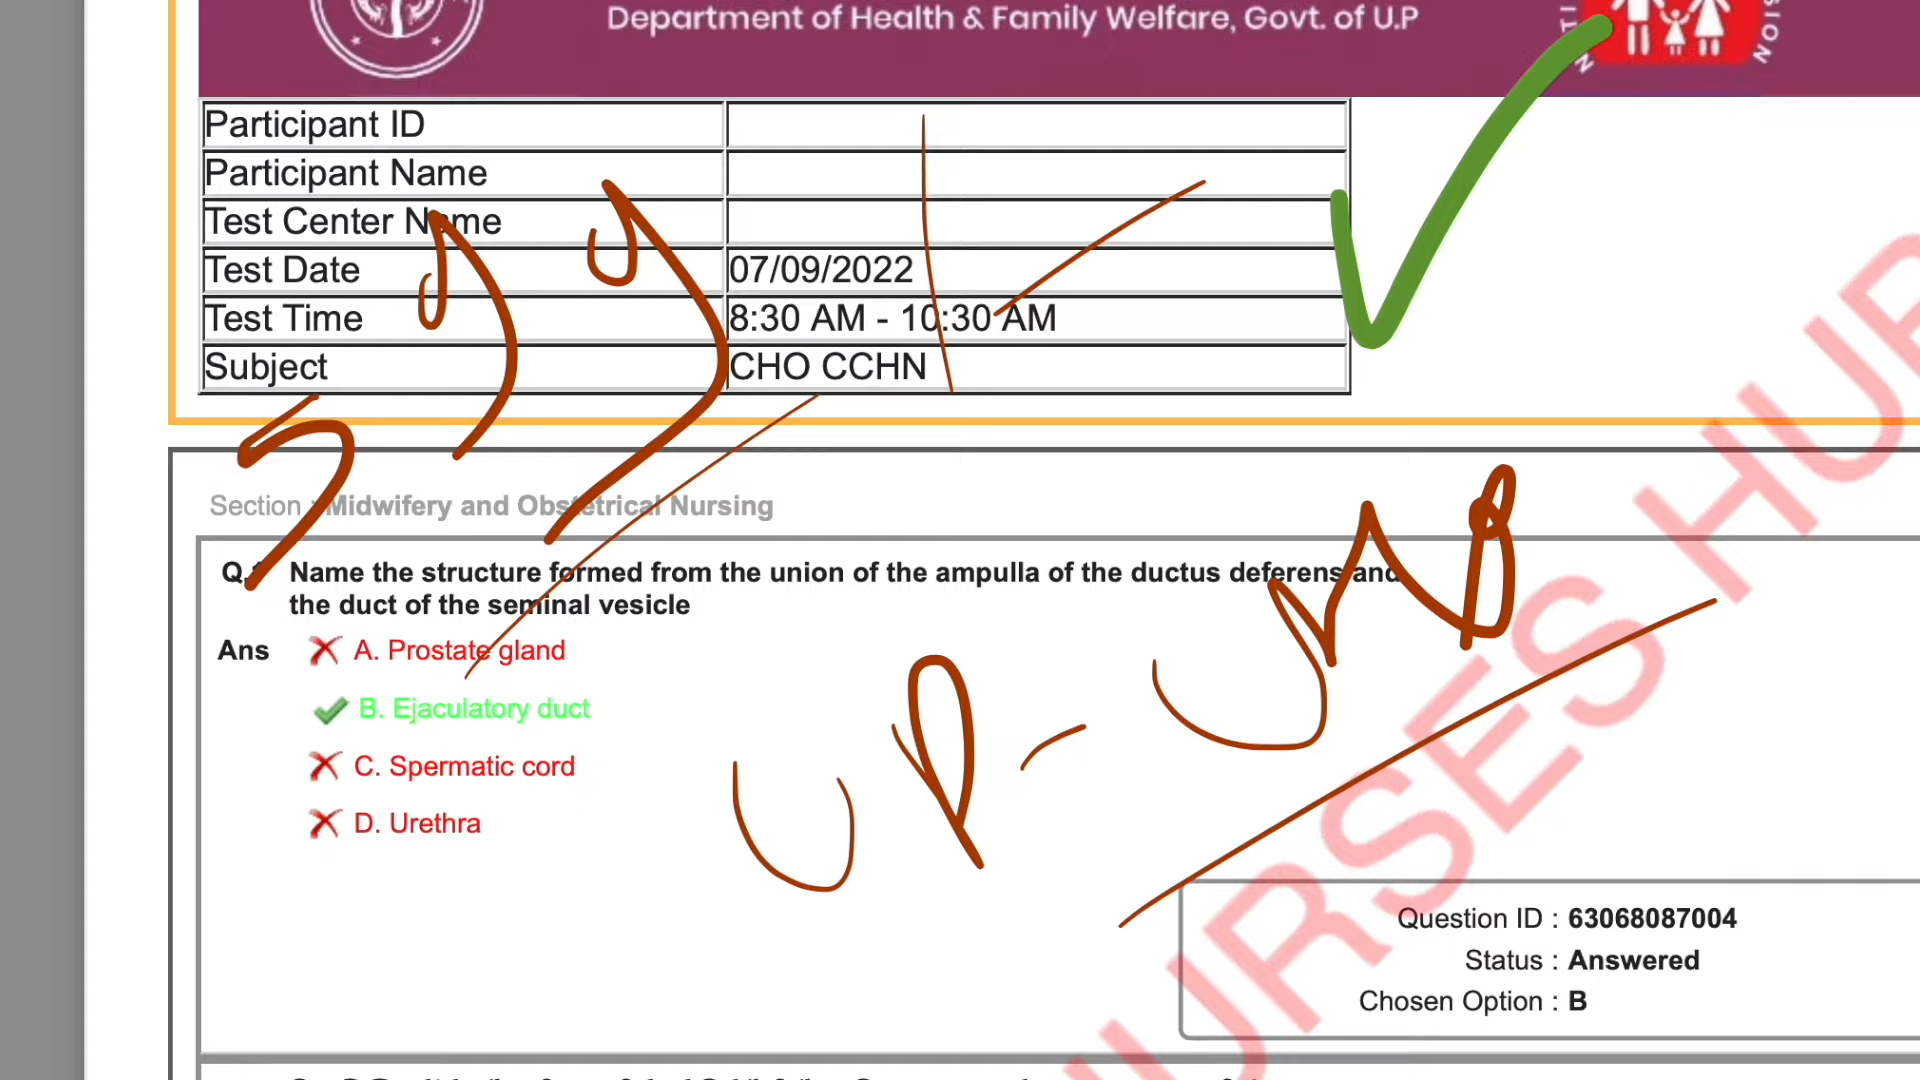 Department of Health & Family Welfare, Govt. of U.P
Participant ID
Participant Name
Test Center Name
Test Date 07/09/2022
Test Time 8:30 AM - 10:30 AM
Subject CHO CCHN
Section : Midwifery and Obstetrical Nursing
Name the structure formed from the union of the ampulla of the ductus deferens and
the duct of the seminal vesicle
Ans A. Prostate gland
B. Ejaculatory duct
C. Spermatic cord
D. Urethra
UP-
Question ID : 63068087004
Status : Answered
Chosen Option : B
NURSES HUB